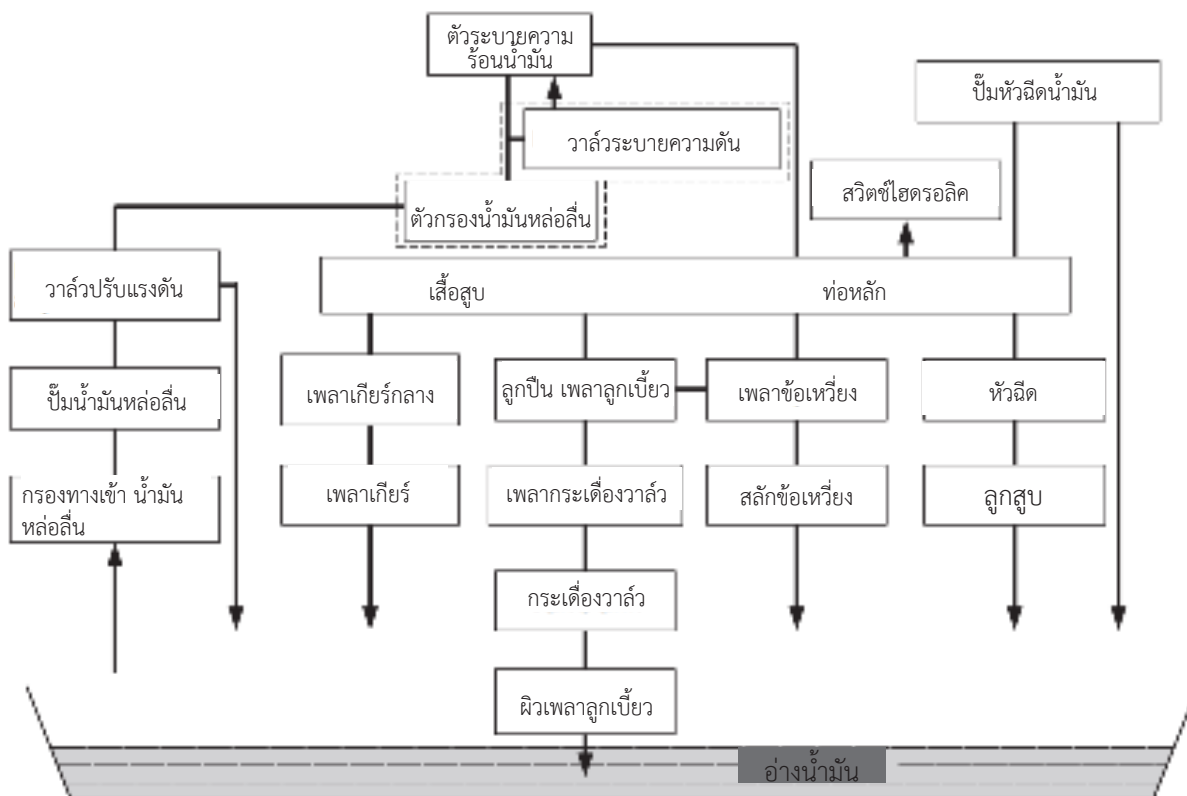 ตัวระบายความ
ร้อนน้ำมัน
ปั๊มหัวฉีดน้ำมัน
วาล์วระบายความดัน
สวิตช์ไฮดรอลิค
ตัวกรองน้ำมันหล่อลื่น
วาล์วปรับแรงดัน
เสื้อสูบ
ท่อหลัก
ปั๊มน้ำมันหล่อลื่น
เพลาเกียร์กลาง
ลูกปืน เพลาลูกเบี้ยว
เพลาข้อเหวี่ยง
หัวฉีด
กรองทางเข้า น้ำมัน
หล่อลื่น
เพลาเกียร์
เพลากระเดื่องวาล์ว
สลักข้อเหวี่ยง
ลูกสูบ
กระเดื่องวาล์ว
ผิวเพลาลูกเบี้ยว
อ่างน้ำมัน